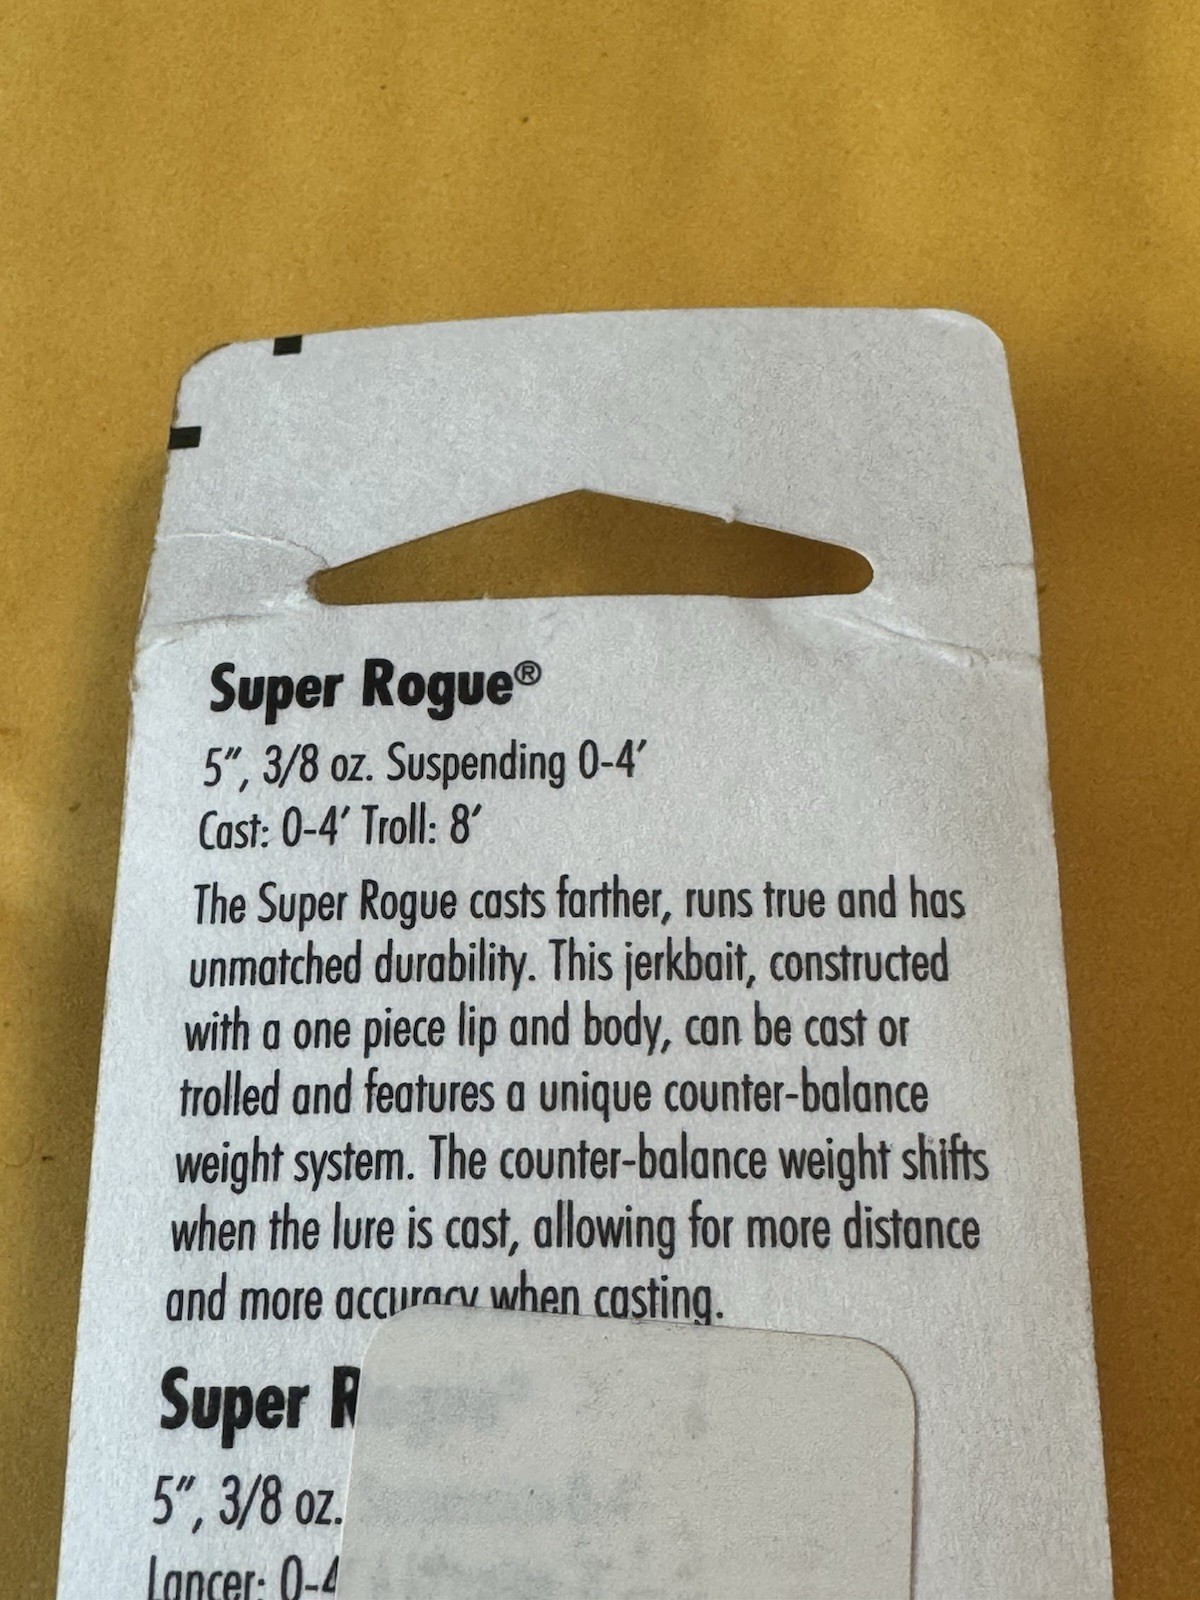 Super Rogue®
5″, 3/8 oz. Suspending 0-4′
Cast: 0-4′ Troll: 8′
The Super Rogue casts farther, runs true and has
unmatched durability. This jerkbait, constructed
with a one piece lip and body, can be cast or
trolled and features a unique counter-balance
weight system. The counter-balance weight shifts
when the lure is cast, allowing for more distance
and more accuracy when casting.
Super
5″, 3/8 oz.
Lancer: 0-4